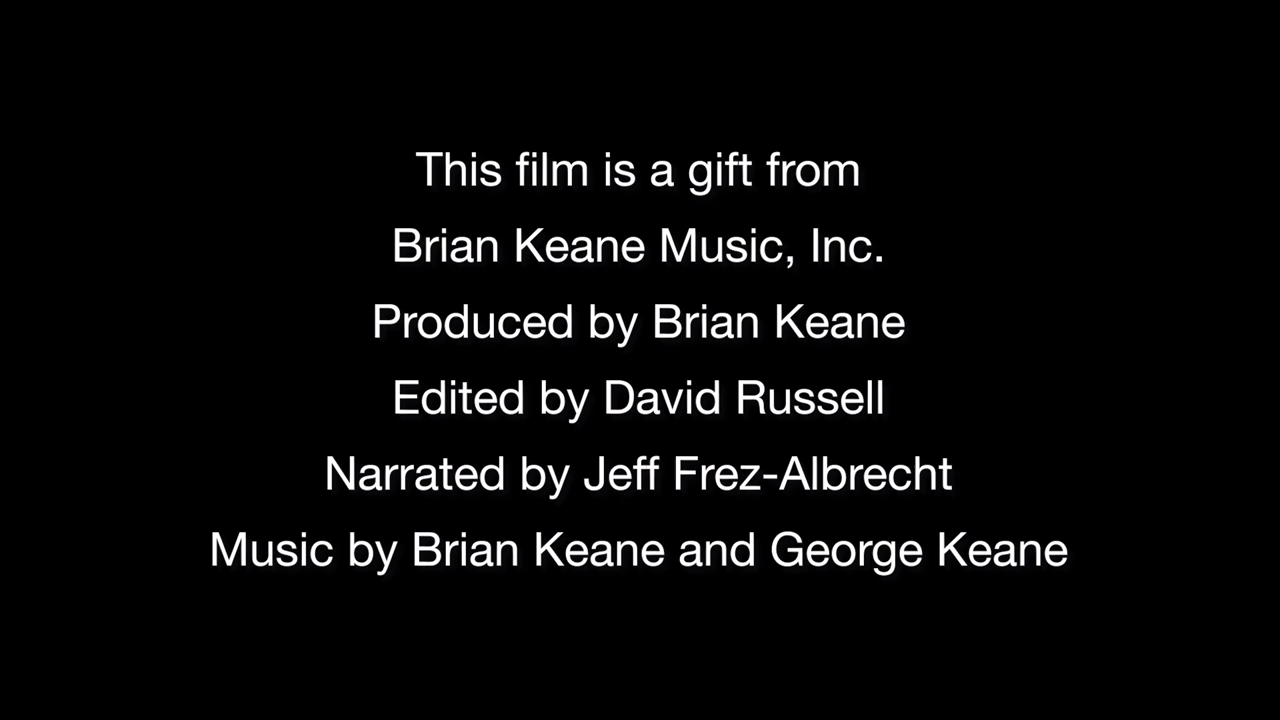 This film is a gift from
Brian Keane Music, Inc.
Produced by Brian Keane
Edited by David Russell
Narrated by Jeff Frez-Albrecht
Music by Brian Keane and George Keane